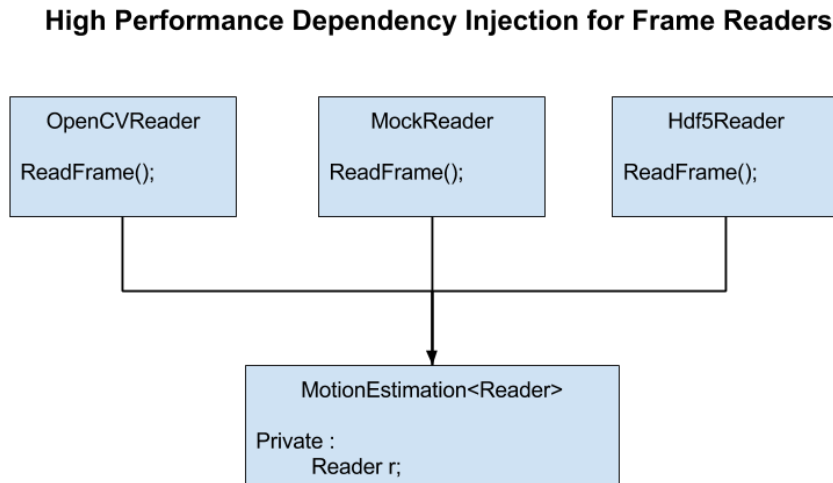 High Performance Dependency Injection for Frame Readers
OpenCVReader
ReadFrame();
MockReader
ReadFrame();
Hdf5Reader
ReadFrame();
MotionEstimation<Reader>
Private :
Reader r;